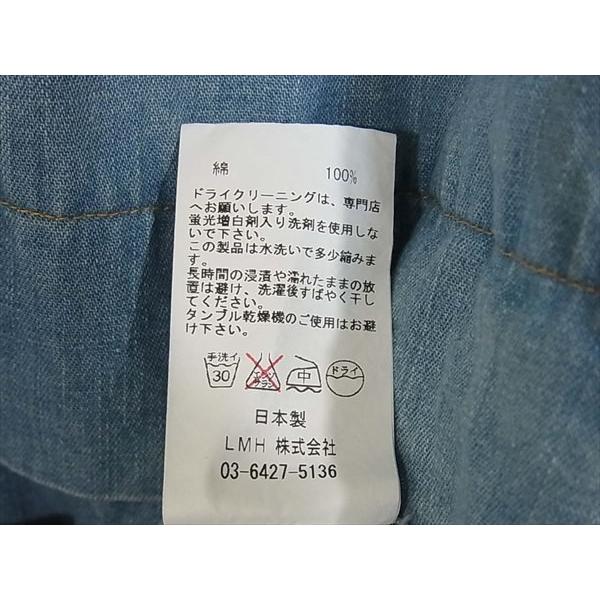 綿 100%
ドライクリーニングは、専門店
へお願いします。
蛍光増白剤入り洗剤を使用しな
いで下さい。
この製品は水洗いで多少縮みま
す。
長時間の浸漬や濡れたままの放
置は避け、洗濯後すばやく干し
てください。
タンブル乾燥機のご使用はお避
け下さい。
手洗イ 30 エンソサラシ 中 ドライ
日本製
LMH 株式会社
03-6427-5136